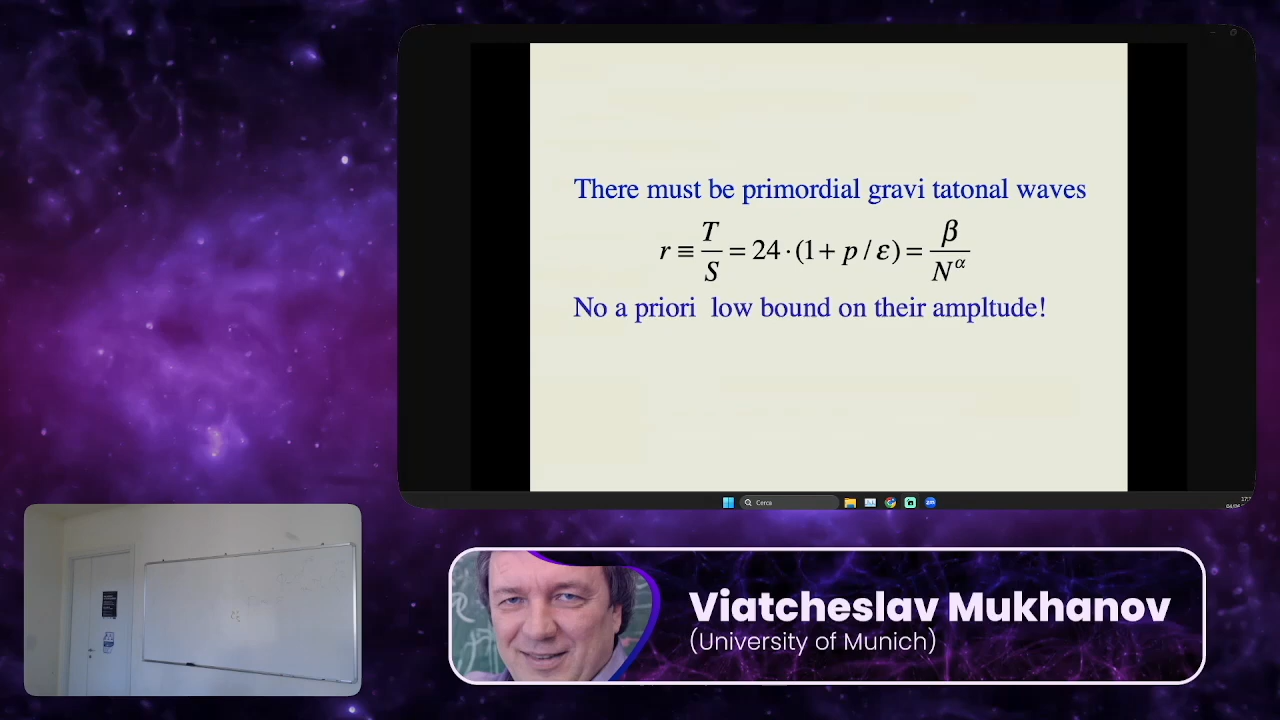 There must be primordial gravi tatonal waves
r ≡ T/S = 24·(1+ p / ε) = β/N^α
No a priori low bound on their ampltude!
Cerca
Viatcheslav Mukhanov
(University of Munich)